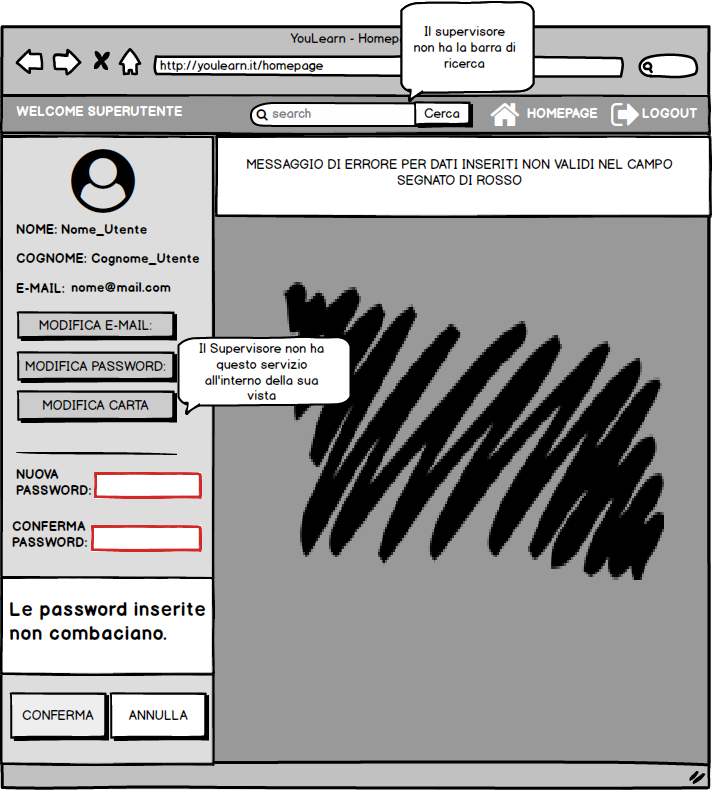 YouLearn - Homep
Il supervisore
non ha la barra di
ricerca
http://youlearn.it/homepage
WELCOME SUPERUTENTE
search
Cerca
HOMEPAGE
LOGOUT
MESSAGGIO DI ERRORE PER DATI INSERITI NON VALIDI NEL CAMPO
SEGNATO DI ROSSO
NOME: Nome_Utente
COGNOME: Cognome_Utente
E-MAIL: nome@mail.com
MODIFICA E-MAIL:
MODIFICA PASSWORD:
MODIFICA CARTA
Il Supervisore non ha
questo servizio
all'interno della sua
vista
NUOVA
PASSWORD:
CONFERMA
PASSWORD:
Le password inserite
non combaciano.
CONFERMA
ANNULLA